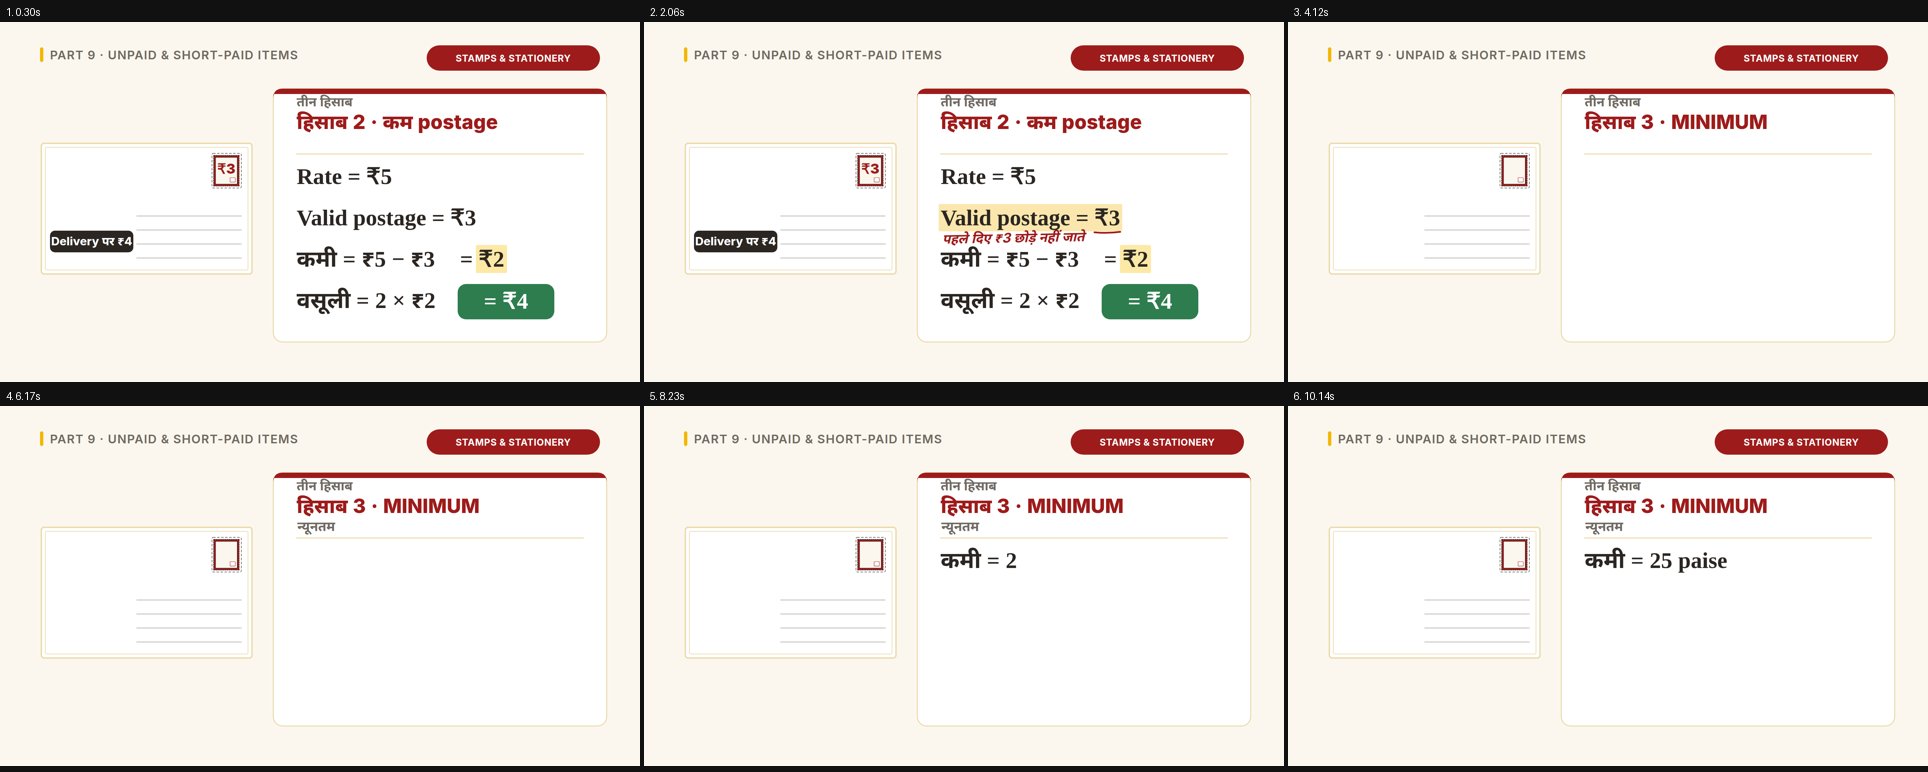 1. 0.30s
PART 9 · UNPAID & SHORT-PAID ITEMS
STAMPS & STATIONERY
तीन हिसाब
हिसाब 2 · कम postage
₹3
Delivery पर ₹4
Rate = ₹5
Valid postage = ₹3
कमी = ₹5 − ₹3 = ₹2
वसूली = 2 × ₹2 = ₹4
2. 2.06s
PART 9 · UNPAID & SHORT-PAID ITEMS
STAMPS & STATIONERY
तीन हिसाब
हिसाब 2 · कम postage
₹3
Delivery पर ₹4
Rate = ₹5
Valid postage = ₹3
पहले दिए ₹3 छोड़े नहीं जाते
कमी = ₹5 − ₹3 = ₹2
वसूली = 2 × ₹2 = ₹4
3. 4.12s
PART 9 · UNPAID & SHORT-PAID ITEMS
STAMPS & STATIONERY
तीन हिसाब
हिसाब 3 · MINIMUM
4. 6.17s
PART 9 · UNPAID & SHORT-PAID ITEMS
STAMPS & STATIONERY
तीन हिसाब
हिसाब 3 · MINIMUM
न्यूनतम
5. 8.23s
PART 9 · UNPAID & SHORT-PAID ITEMS
STAMPS & STATIONERY
तीन हिसाब
हिसाब 3 · MINIMUM
न्यूनतम
कमी = 2
6. 10.14s
PART 9 · UNPAID & SHORT-PAID ITEMS
STAMPS & STATIONERY
तीन हिसाब
हिसाब 3 · MINIMUM
न्यूनतम
कमी = 25 paise